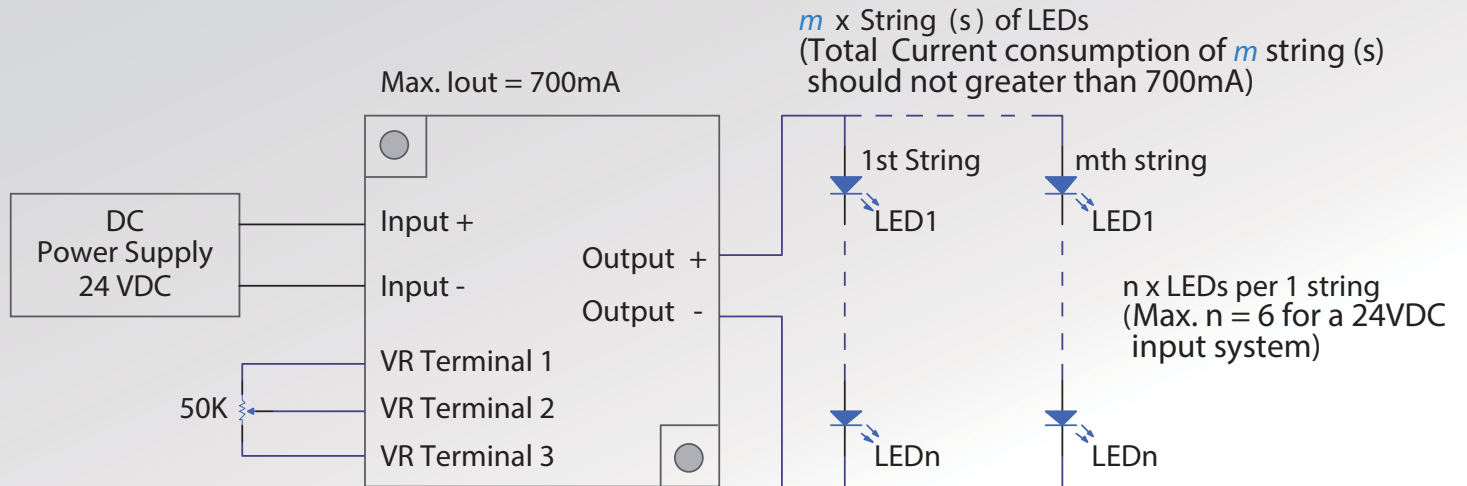 m x String (s) of LEDs
(Total Current consumption of m string (s)
should not greater than 700mA)
Max. Iout = 700mA
1st String
mth string
LED1
LED1
DC
Power Supply
24 VDC
Input +
Input -
Output +
Output -
n x LEDs per 1 string
(Max. n = 6 for a 24VDC
input system)
VR Terminal 1
50K
VR Terminal 2
VR Terminal 3
LEDn
LEDn